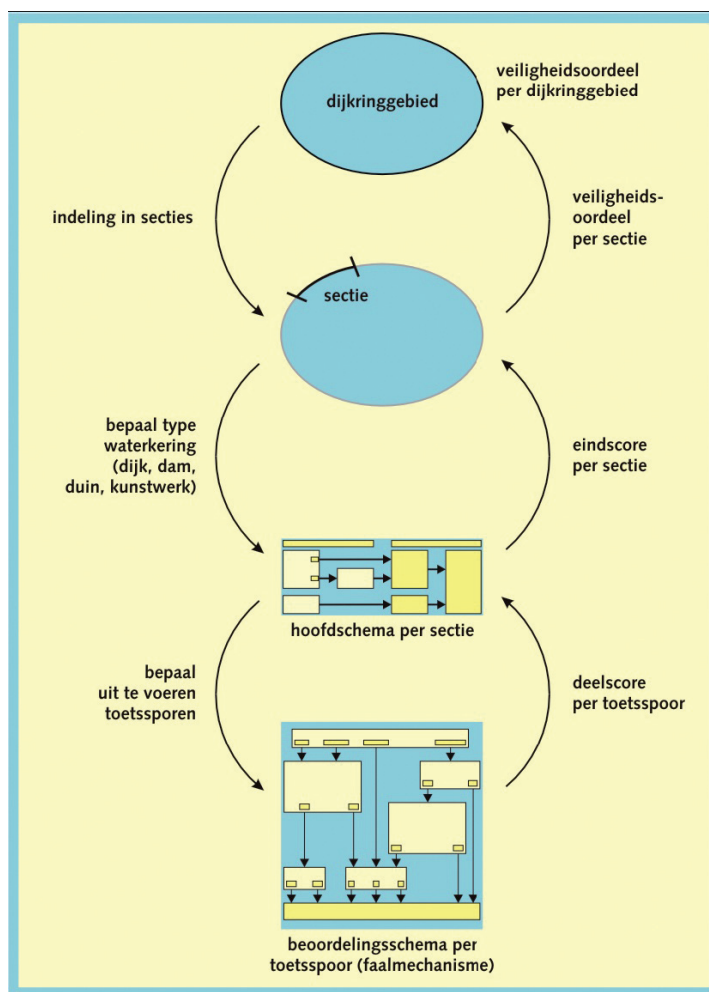 dijkringgebied
veiligheidsoordeel
per dijkringgebied
indeling in secties
veiligheids-
oordeel
per sectie
sectie
bepaal type
waterkering
(dijk, dam,
duin, kunstwerk)
eindscore
per sectie
hoofdschema per sectie
bepaal
uit te voeren
toetssporen
deelscore
per toetsspoor
beoordelingsschema per
toetsspoor (faalmechanisme)